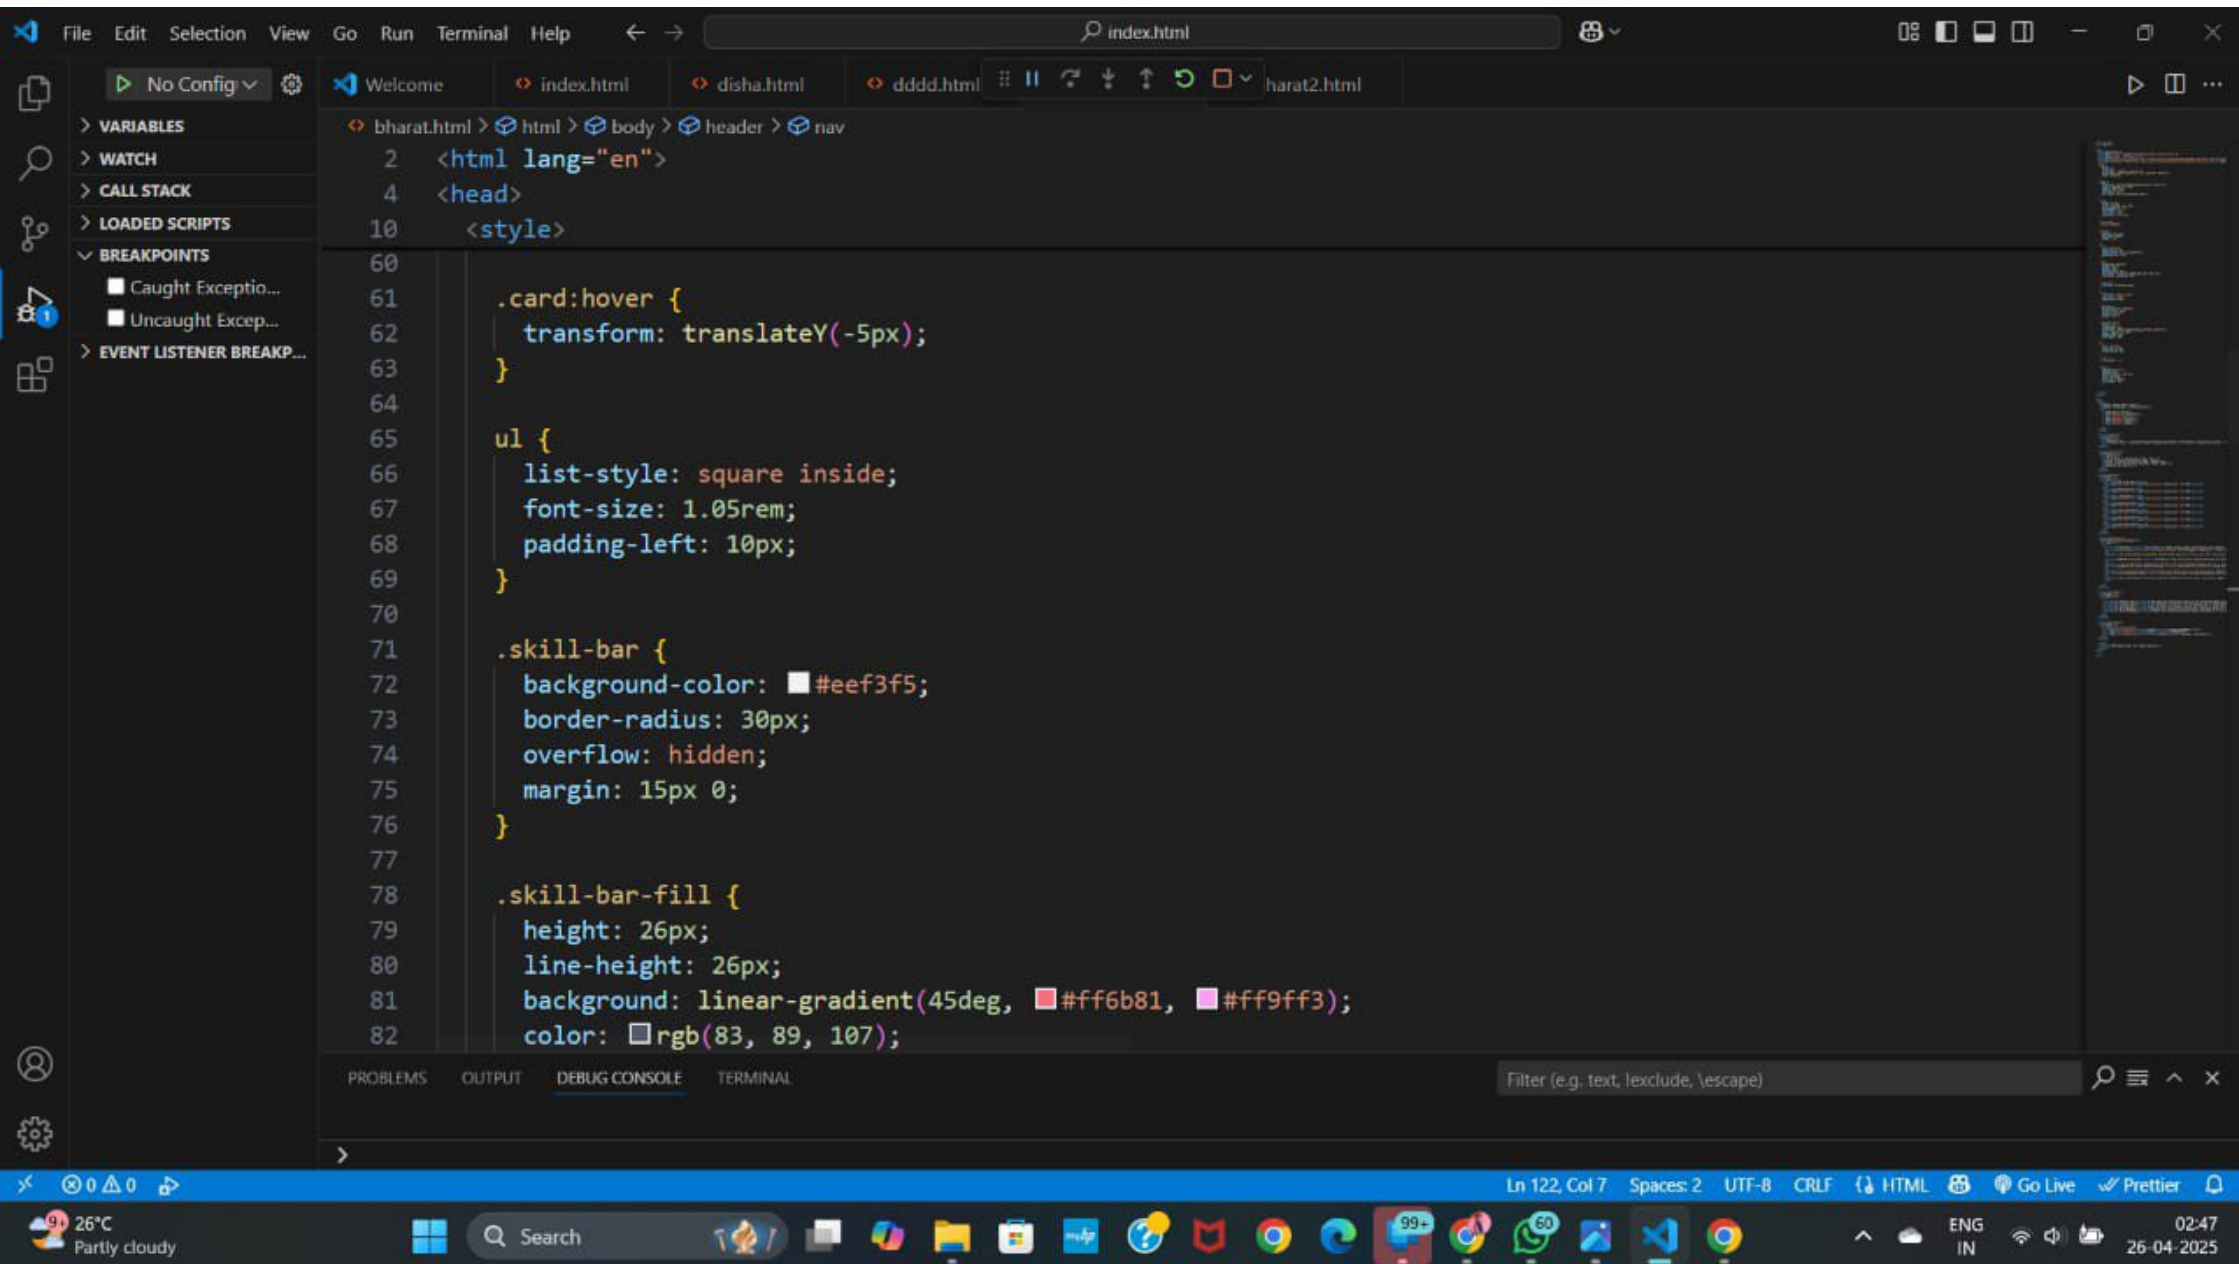 File Edit Selection View Go Run Terminal Help index.html
No Config Welcome index.html disha.html dddd.html harat2.html
VARIABLES
WATCH
CALL STACK
LOADED SCRIPTS
BREAKPOINTS
Caught Exceptio...
Uncaught Excep...
EVENT LISTENER BREAKP...
1
bharat.html > html > body > header > nav
2 <html lang="en">
4 <head>
10 <style>
60
61 .card:hover {
62 transform: translateY(-5px);
63 }
64
65 ul {
66 list-style: square inside;
67 font-size: 1.05rem;
68 padding-left: 10px;
69 }
70
71 .skill-bar {
72 background-color: #eef3f5;
73 border-radius: 30px;
74 overflow: hidden;
75 margin: 15px 0;
76 }
77
78 .skill-bar-fill {
79 height: 26px;
80 line-height: 26px;
81 background: linear-gradient(45deg, #ff6b81, #ff9ff3);
82 color: rgb(83, 89, 107);
PROBLEMS OUTPUT DEBUG CONSOLE TERMINAL Filter (e.g. text, !exclude, \escape)
>
0 0 Ln 122, Col 7 Spaces: 2 UTF-8 CRLF HTML Go Live Prettier
9+ 26°C Search 99+ 60 ENG 02:47
Partly cloudy IN 26-04-2025